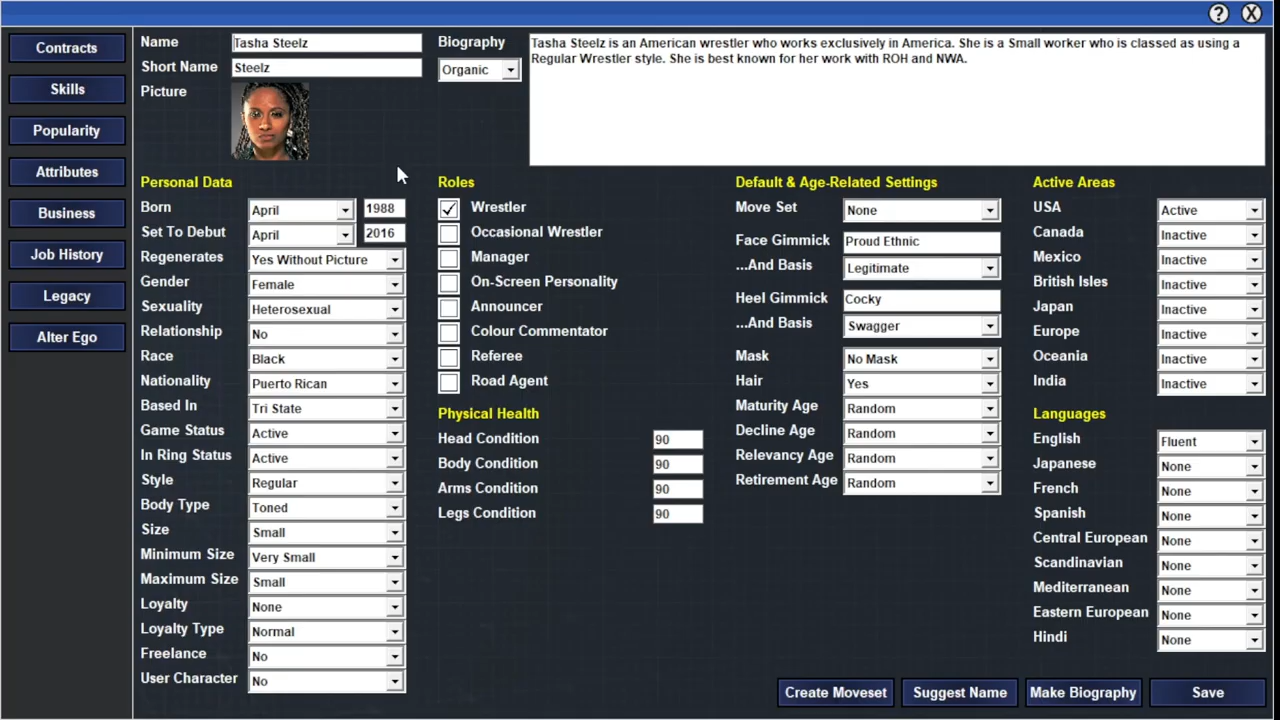 ? X
Contracts
Skills
Popularity
Attributes
Business
Job History
Legacy
Alter Ego
Name Tasha Steelz
Short Name Steelz
Picture
Biography
Organic
Tasha Steelz is an American wrestler who works exclusively in America. She is a Small worker who is classed as using a
Regular Wrestler style. She is best known for her work with ROH and NWA.
Personal Data
Born April 1988
Set To Debut April 2016
Regenerates Yes Without Picture
Gender Female
Sexuality Heterosexual
Relationship No
Race Black
Nationality Puerto Rican
Based In Tri State
Game Status Active
In Ring Status Active
Style Regular
Body Type Toned
Size Small
Minimum Size Very Small
Maximum Size Small
Loyalty None
Loyalty Type Normal
Freelance No
User Character No
Roles
Wrestler
Occasional Wrestler
Manager
On-Screen Personality
Announcer
Colour Commentator
Referee
Road Agent
Physical Health
Head Condition 90
Body Condition 90
Arms Condition 90
Legs Condition 90
Default & Age-Related Settings
Move Set None
Face Gimmick Proud Ethnic
...And Basis Legitimate
Heel Gimmick Cocky
...And Basis Swagger
Mask No Mask
Hair Yes
Maturity Age Random
Decline Age Random
Relevancy Age Random
Retirement Age Random
Active Areas
USA Active
Canada Inactive
Mexico Inactive
British Isles Inactive
Japan Inactive
Europe Inactive
Oceania Inactive
India Inactive
Languages
English Fluent
Japanese None
French None
Spanish None
Central European None
Scandinavian None
Mediterranean None
Eastern European None
Hindi None
Create Moveset Suggest Name Make Biography Save